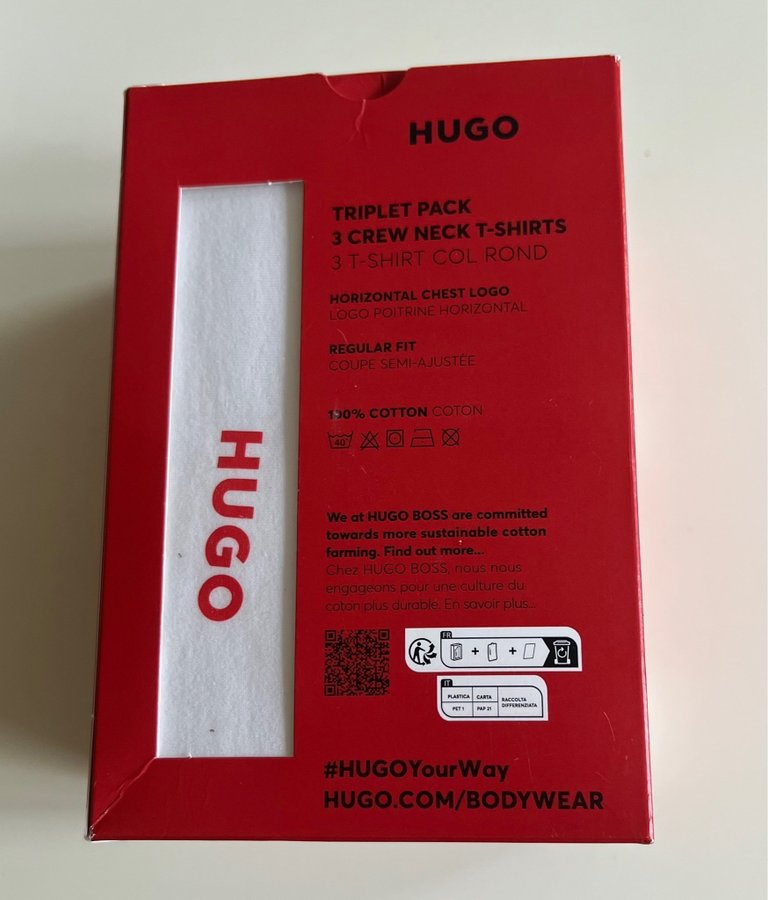 HUGO
TRIPLET PACK
3 CREW NECK T-SHIRTS
3 T-SHIRT COL ROND
HORIZONTAL CHEST LOGO
LOGO POITRINE HORIZONTAL
REGULAR FIT
COUPE SEMI-AJUSTÉE
100% COTTON COTON
40°
We at HUGO BOSS are committed
towards more sustainable cotton
farming. Find out more...
Chez HUGO BOSS, nous nous
engageons pour une culture du
coton plus durable. En savoir plus...
FR
+ +
IT
PLASTICA CARTA RACCOLTA DIFFERENZIATA
PET 1 PAP 21
#HUGOYourWay
HUGO.COM/BODYWEAR
HUGO